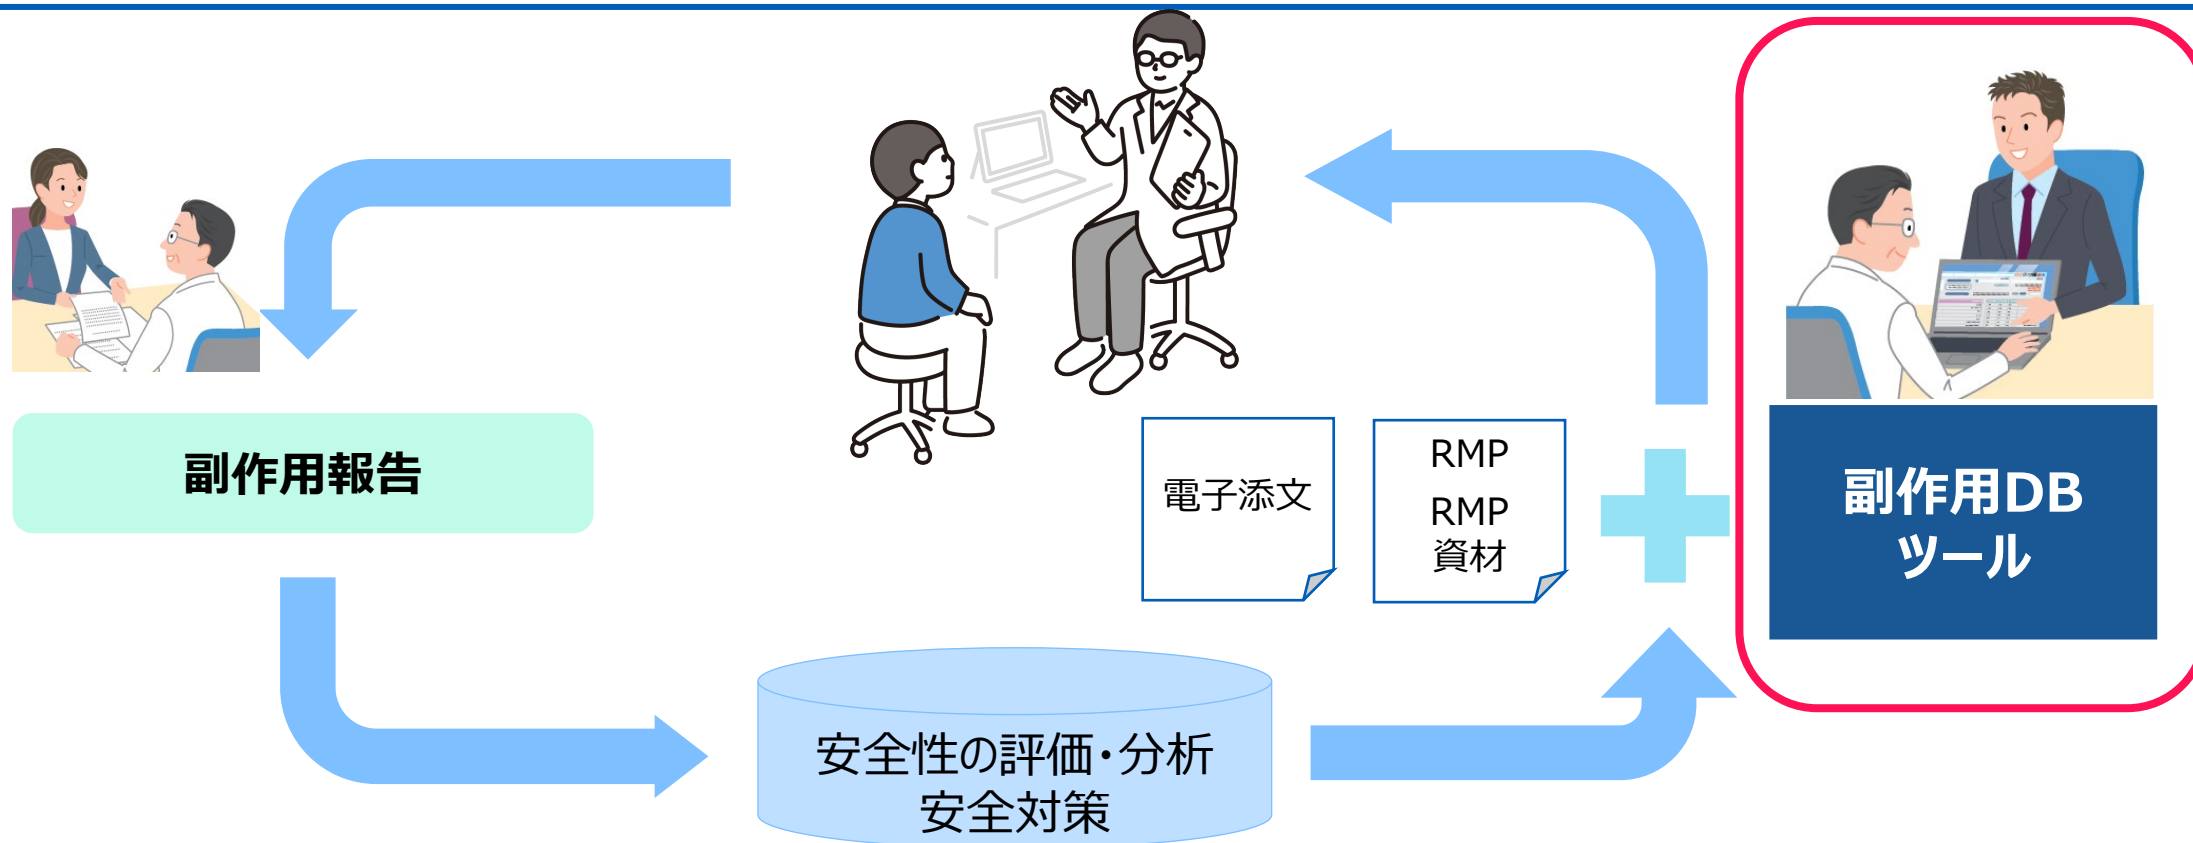 副作用報告
電子添文
RMP
RMP
資材
副作用DB
ツール
安全性の評価・分析
安全対策